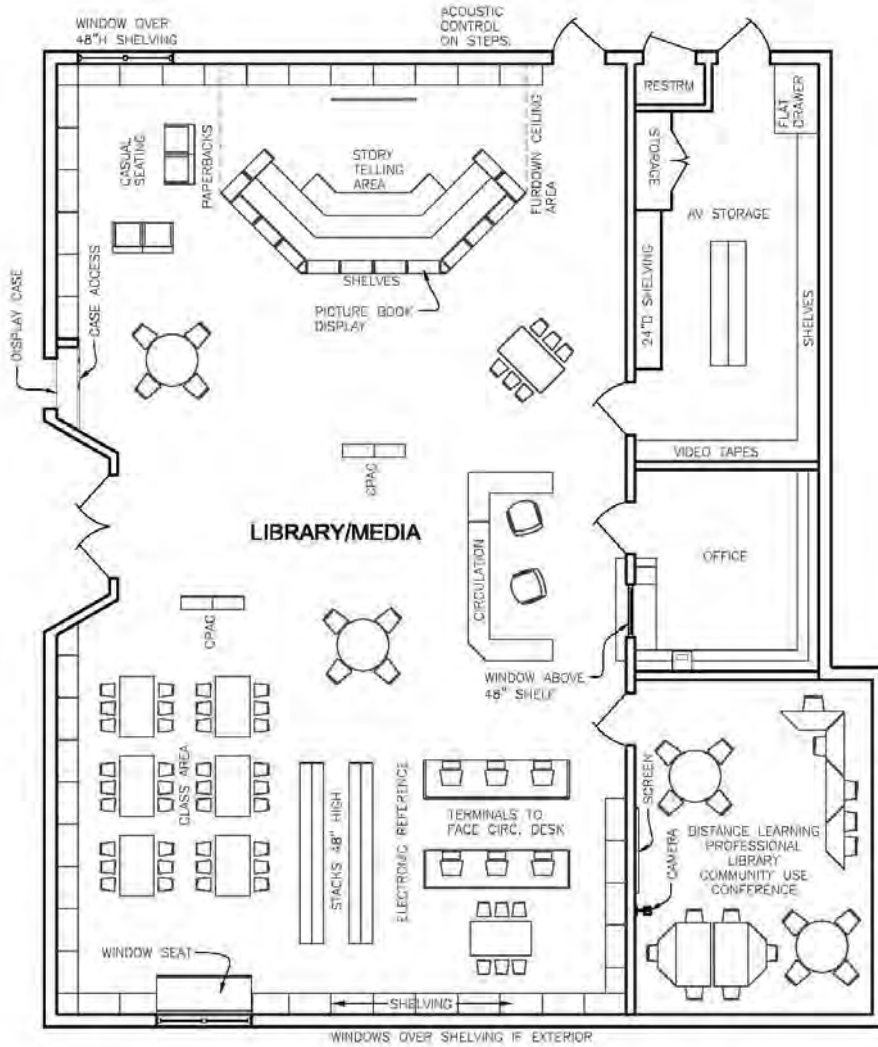 WINDOW OVER
48"H SHELVING
ACOUSTIC
CONTROL
ON STEPS.
RESTRM
FLAT
DRAWER
STORAGE
CASUAL
SEATING
PAPERBACKS
STORY
TELLING
AREA
FURDOWN CEILING
AREA
AV STORAGE
24"D SHELVING
SHELVES
DISPLAY CASE
CASE ACCESS
SHELVES
PICTURE BOOK
DISPLAY
VIDEO TAPES
CPAC
LIBRARY/MEDIA
CIRCULATION
OFFICE
CPAC
WINDOW ABOVE
48" SHELF
CLASS AREA
STACKS 48" HIGH
ELECTRONIC REFERENCE
TERMINALS TO
FACE CIRC. DESK
SCREEN
CAMERA
DISTANCE LEARNING
PROFESSIONAL
LIBRARY
COMMUNITY USE
CONFERENCE
WINDOW SEAT
SHELVING
WINDOWS OVER SHELVING IF EXTERIOR